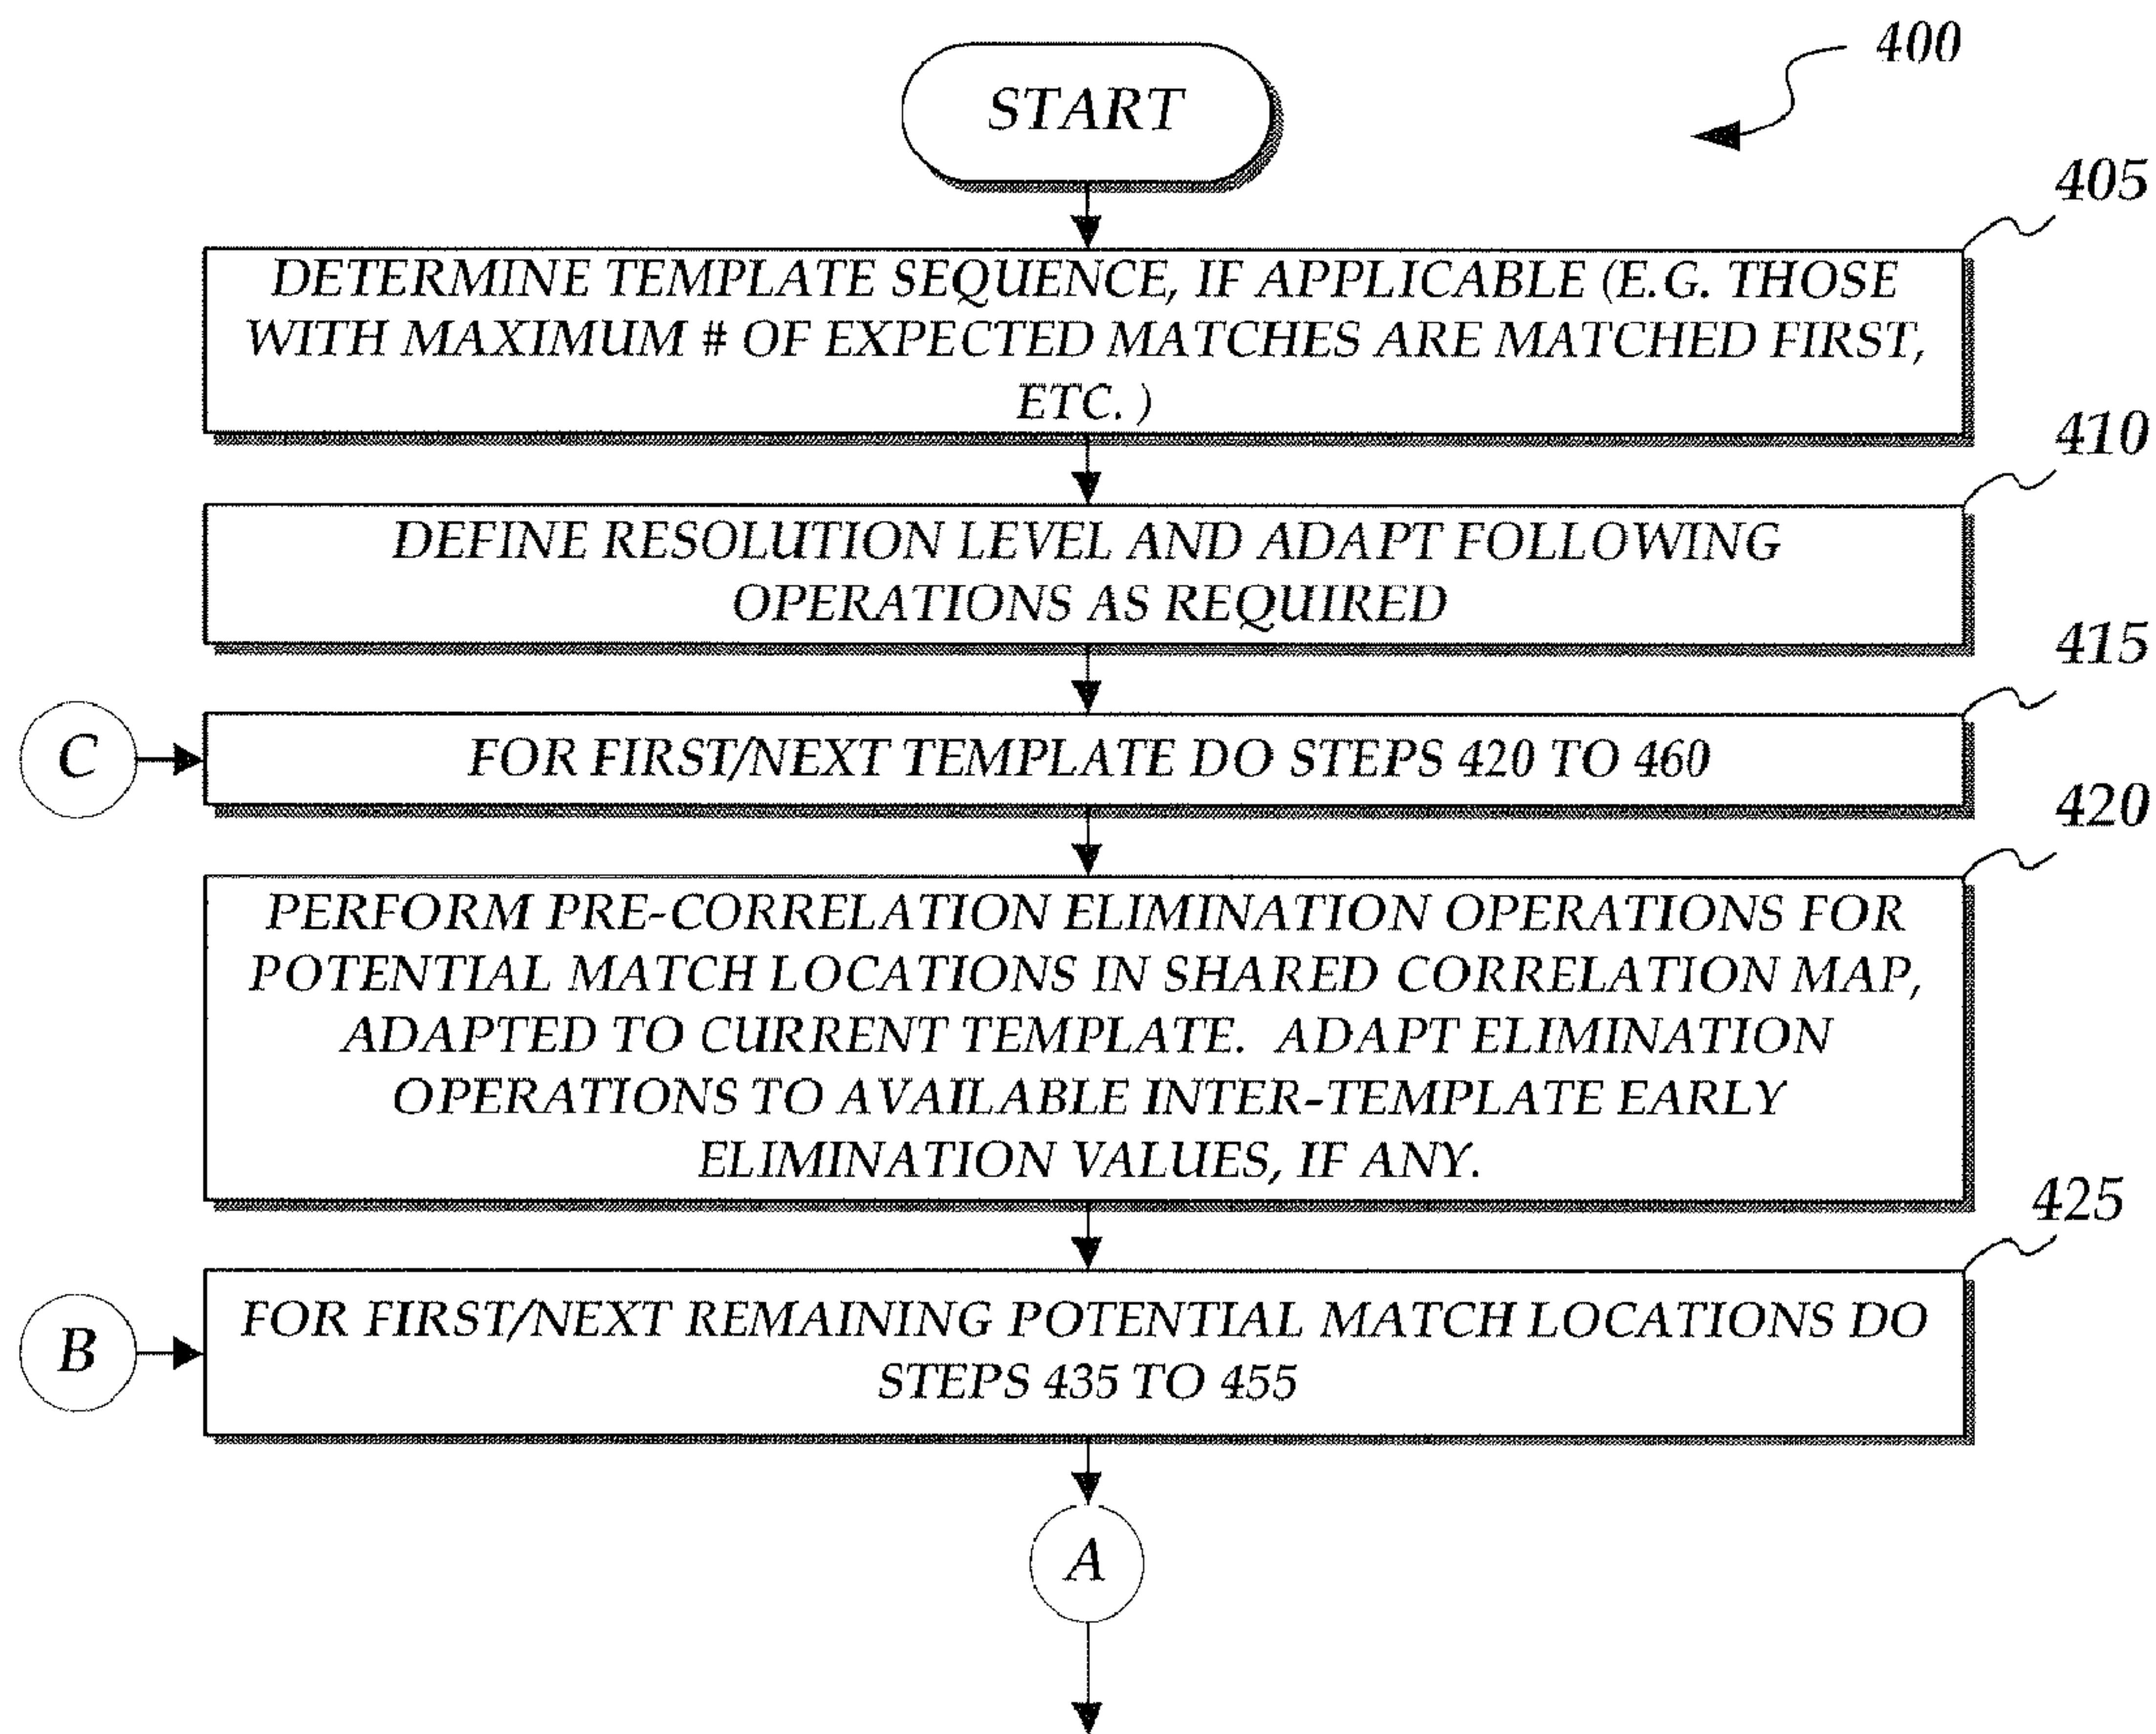 400
START
405
DETERMINE TEMPLATE SEQUENCE, IF APPLICABLE (E.G. THOSE
WITH MAXIMUM # OF EXPECTED MATCHES ARE MATCHED FIRST,
ETC. )
410
DEFINE RESOLUTION LEVEL AND ADAPT FOLLOWING
OPERATIONS AS REQUIRED
415
C
FOR FIRST/NEXT TEMPLATE DO STEPS 420 TO 460
420
PERFORM PRE-CORRELATION ELIMINATION OPERATIONS FOR
POTENTIAL MATCH LOCATIONS IN SHARED CORRELATION MAP,
ADAPTED TO CURRENT TEMPLATE. ADAPT ELIMINATION
OPERATIONS TO AVAILABLE INTER-TEMPLATE EARLY
ELIMINATION VALUES, IF ANY.
425
B
FOR FIRST/NEXT REMAINING POTENTIAL MATCH LOCATIONS DO
STEPS 435 TO 455
A